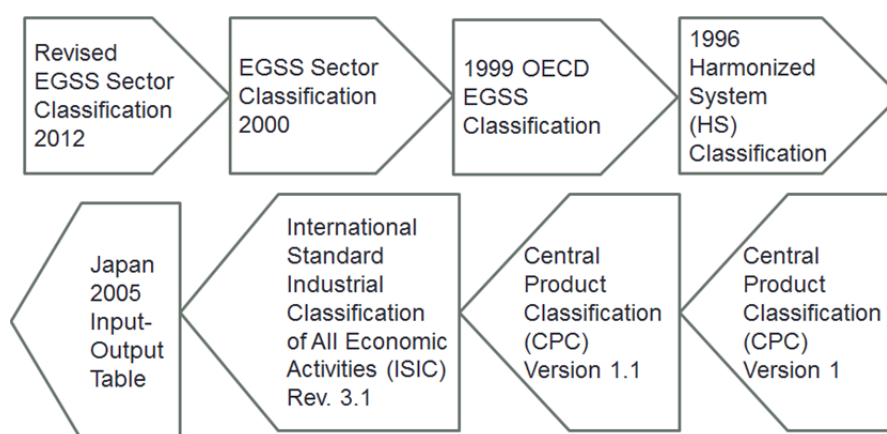 Revised
EGSS Sector
Classification
2012
EGSS Sector
Classification
2000
1999 OECD
EGSS
Classification
1996
Harmonized
System
(HS)
Classification
Japan
2005
Input-
Output
Table
International
Standard
Industrial
Classification
of All Economic
Activities (ISIC)
Rev. 3.1
Central
Product
Classification
(CPC)
Version 1.1
Central
Product
Classification
(CPC)
Version 1